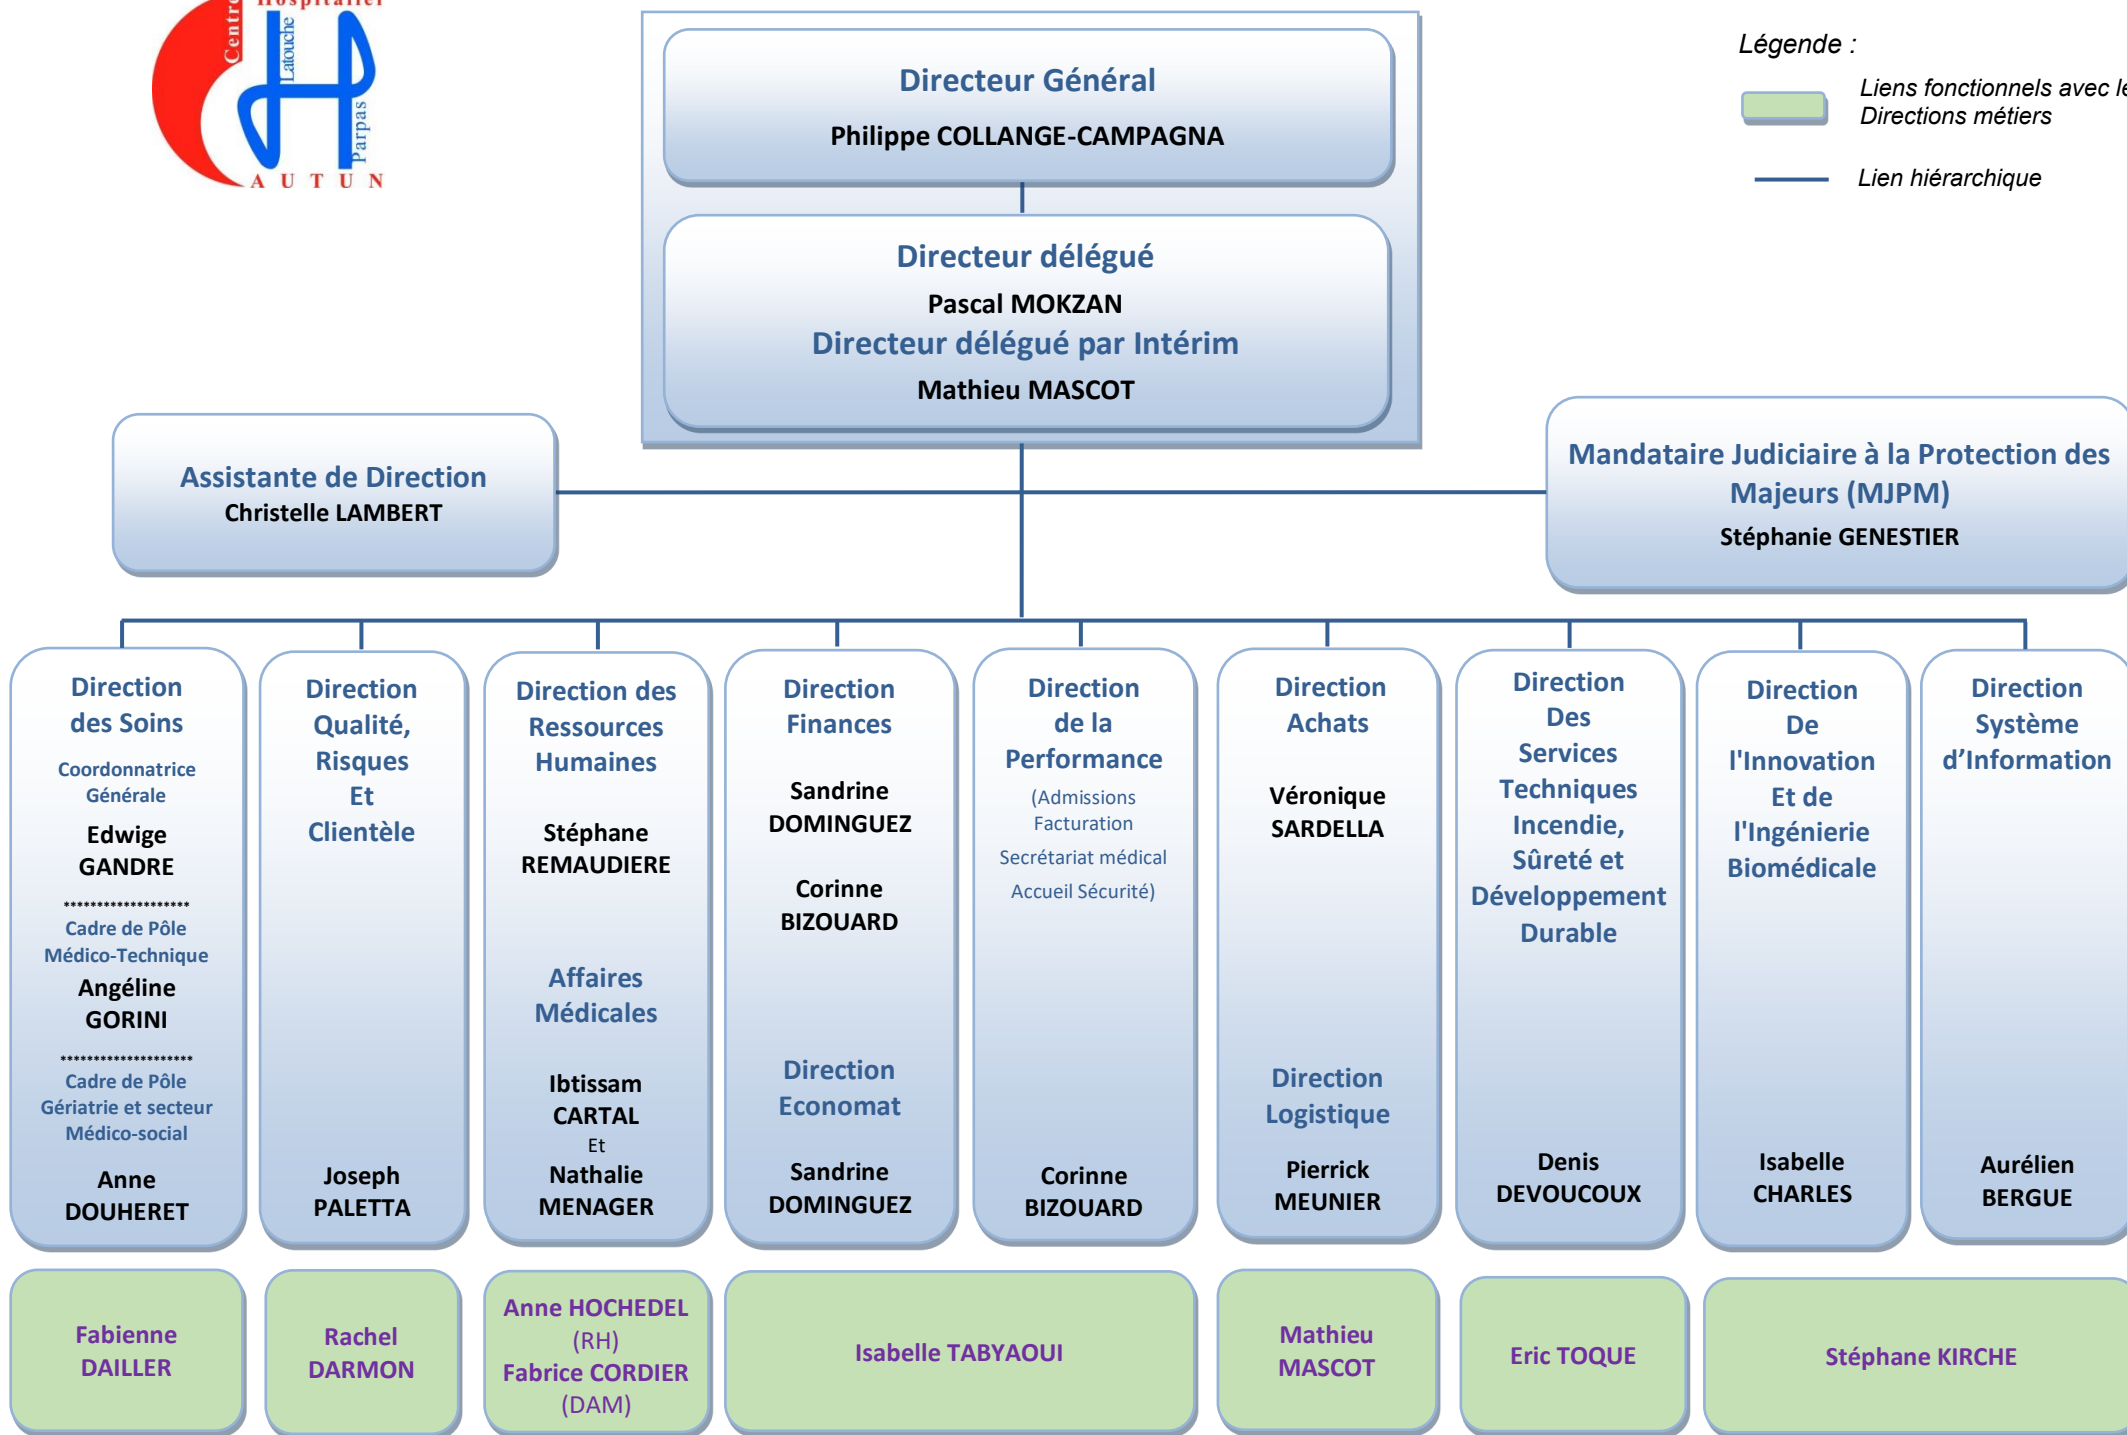 Centre
Hospitalier
Latouche
Parpas
A U T U N
Directeur Général
Philippe COLLANGE-CAMPAGNA
Directeur délégué
Pascal MOKZAN
Directeur délégué par Intérim
Mathieu MASCOT
Légende :
Liens fonctionnels avec le
Directions métiers
Lien hiérarchique
Assistante de Direction
Christelle LAMBERT
Mandataire Judiciaire à la Protection des
Majeurs (MJPM)
Stéphanie GENESTIER
Direction
des Soins
Coordonnatrice
Générale
Edwige
GANDRE
*******************
Cadre de Pôle
Médico-Technique
Angéline
GORINI
********************
Cadre de Pôle
Gériatrie et secteur
Médico-social
Anne
DOUHERET
Direction
Qualité,
Risques
Et
Clientèle
Joseph
PALETTA
Direction des
Ressources
Humaines
Stéphane
REMAUDIERE
Affaires
Médicales
Ibtissam
CARTAL
Et
Nathalie
MENAGER
Direction
Finances
Sandrine
DOMINGUEZ
Corinne
BIZOUARD
Direction
Economat
Sandrine
DOMINGUEZ
Direction
de la
Performance
(Admissions
Facturation
Secrétariat médical
Accueil Sécurité)
Corinne
BIZOUARD
Direction
Achats
Véronique
SARDELLA
Direction
Logistique
Pierrick
MEUNIER
Direction
Des
Services
Techniques
Incendie,
Sûreté et
Développement
Durable
Denis
DEVOUCOUX
Direction
De
l'Innovation
Et de
l'Ingénierie
Biomédicale
Isabelle
CHARLES
Direction
Système
d’Information
Aurélien
BERGUE
Fabienne
DAILLER
Rachel
DARMON
Anne HOCHEDEL
(RH)
Fabrice CORDIER
(DAM)
Isabelle TABYAOUI
Mathieu
MASCOT
Eric TOQUE
Stéphane KIRCHE